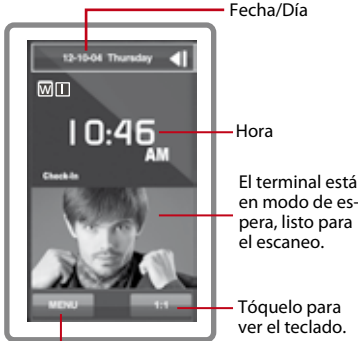 Fecha/Día
12-10-04 Thursday
W I
10:46
AM
Hora
Check-In
El terminal está
en modo de es-
pera, listo para
el escaneo.
MENU
1:1
Tóquelo para
ver el teclado.